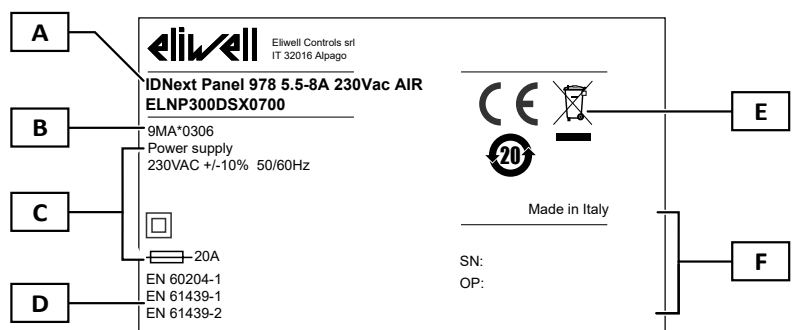 A
eliwell
Eliwell Controls srl
IT 32016 Alpago
IDNext Panel 978 5.5-8A 230Vac AIR
ELNP300DSX0700
B
9MA*0306
Power supply
230VAC +/-10% 50/60Hz
C
20A
D
EN 60204-1
EN 61439-1
EN 61439-2
CE
20
E
Made in Italy
SN:
OP:
F